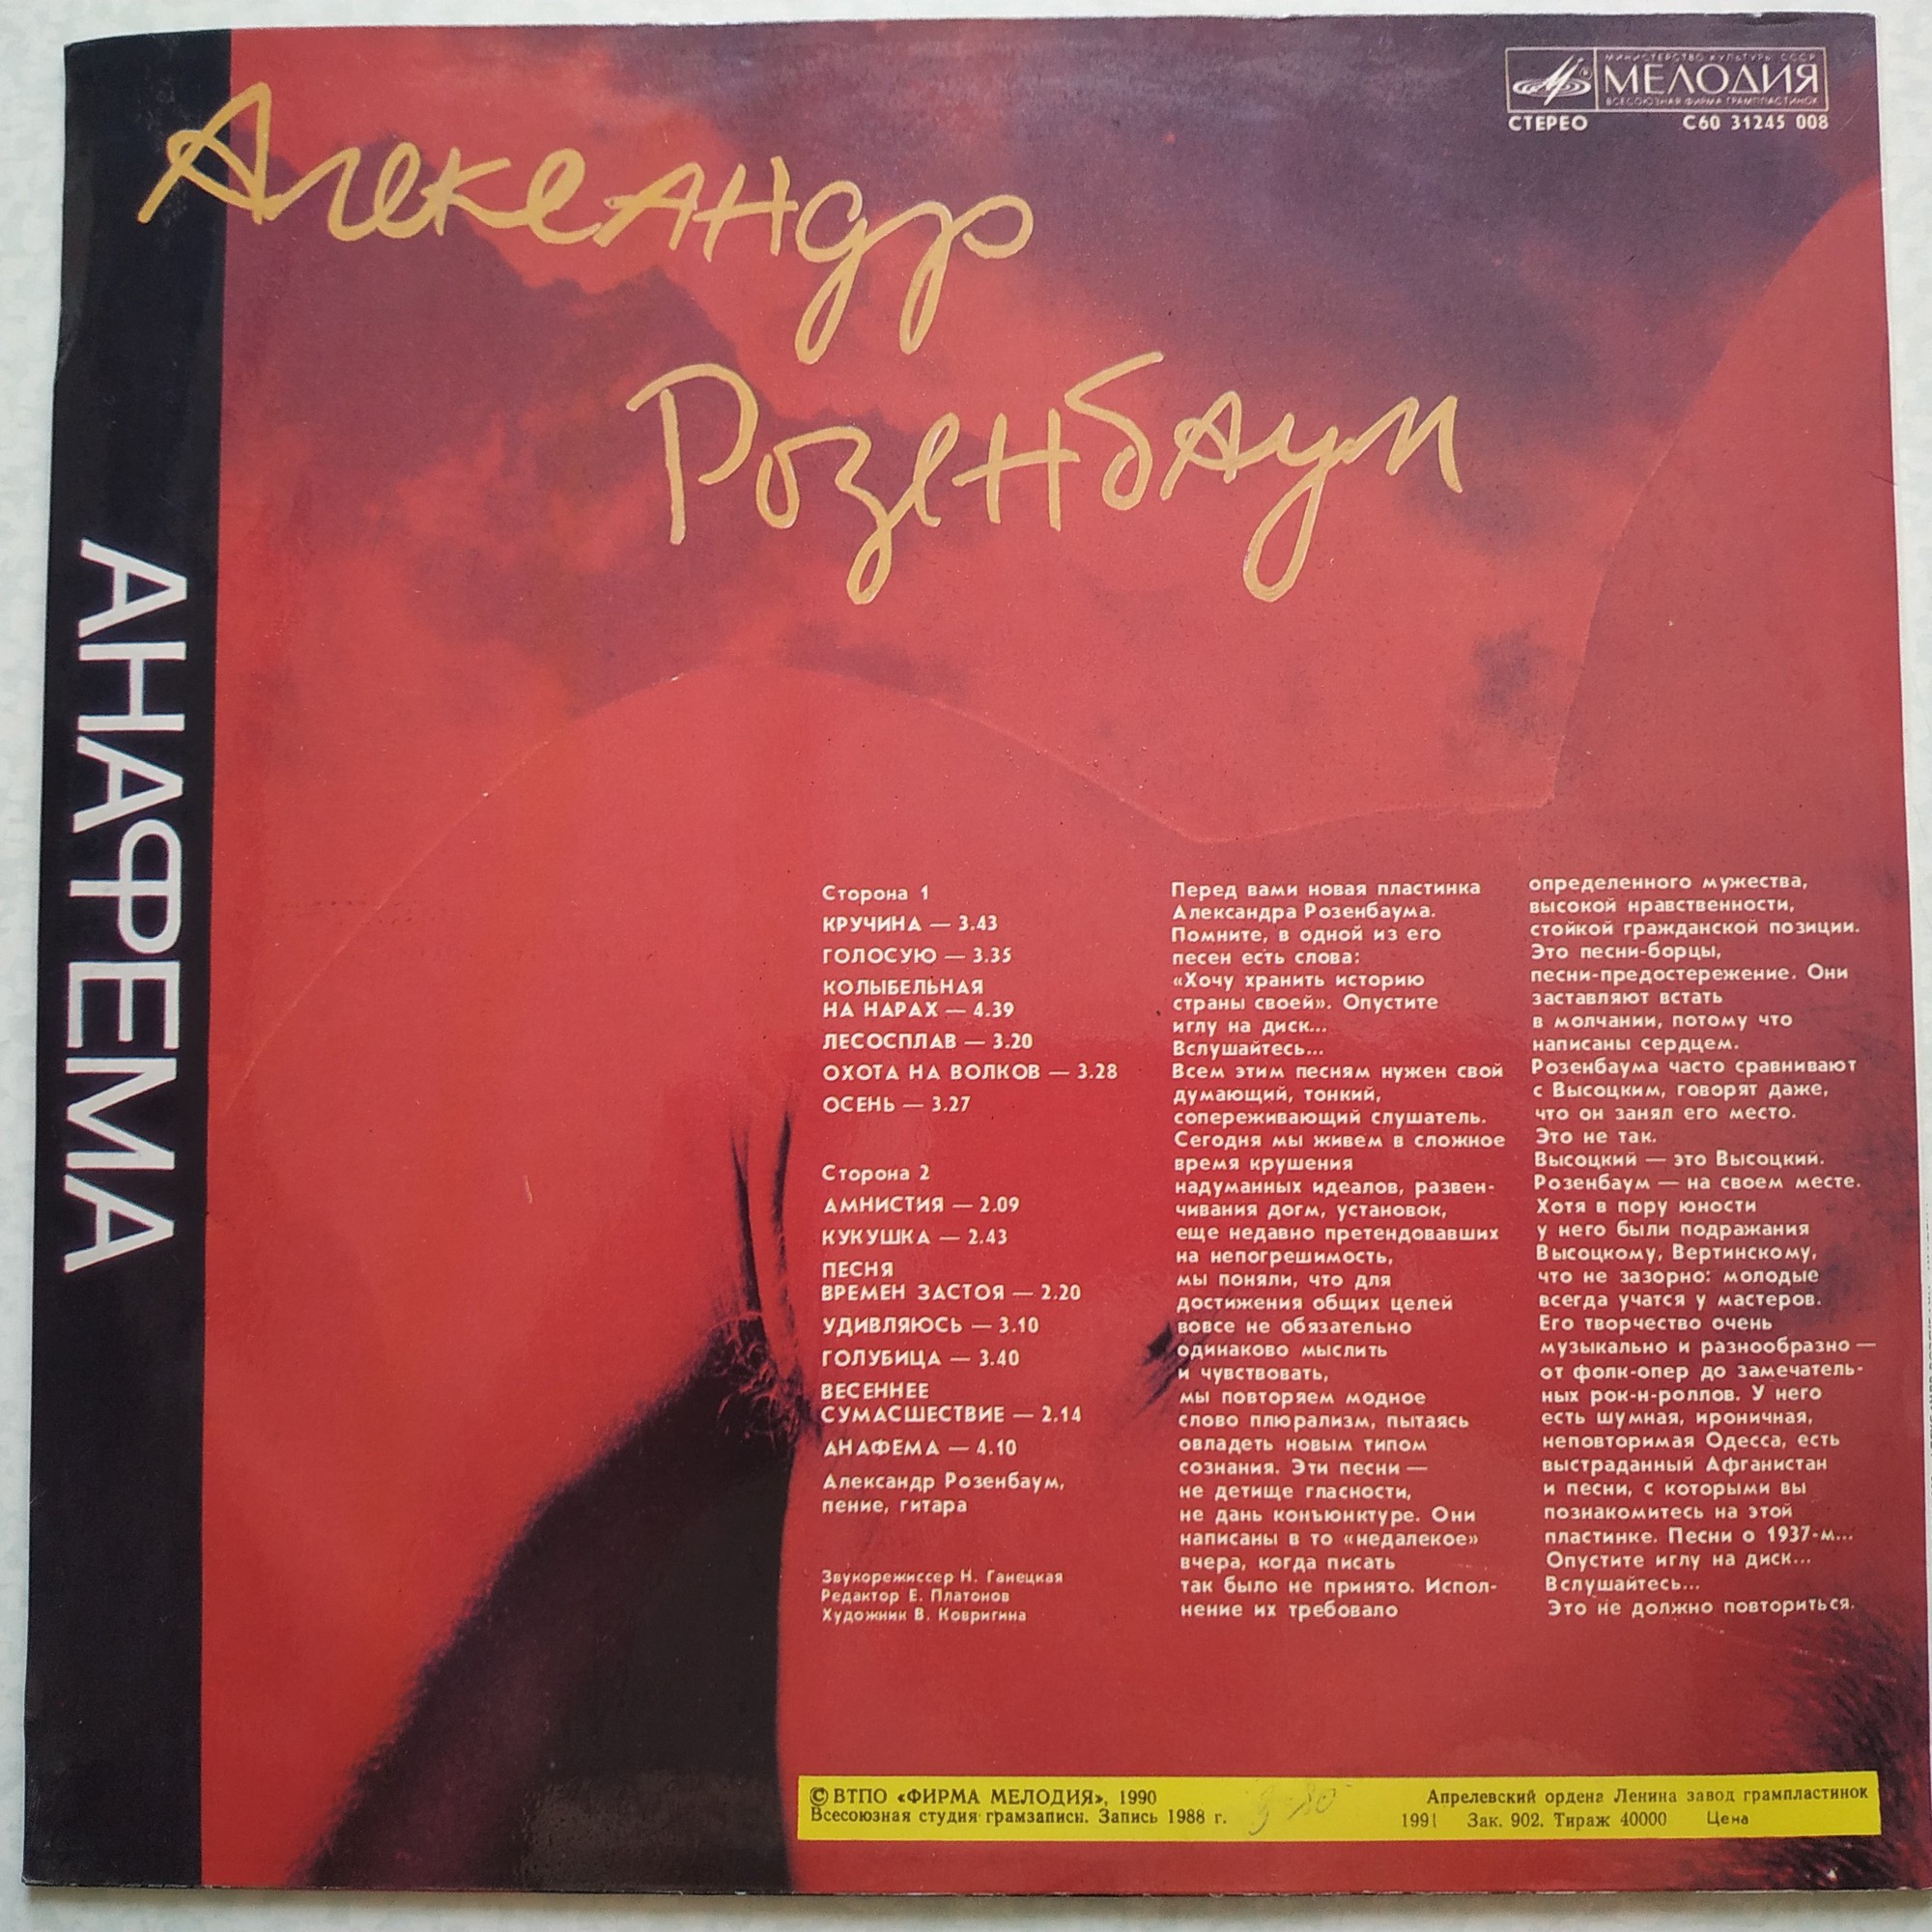 МИНИСТЕРСТВО КУЛЬТУРЫ СССР
МЕЛОДИЯ
ВСЕСОЮЗНАЯ ФИРМА ГРАМПЛАСТИНОК
СТЕРЕО С60 31245 008
Александр
Розенбаум
АНАФЕМА
Сторона 1
КРУЧИНА — 3.43
ГОЛОСУЮ — 3.35
КОЛЫБЕЛЬНАЯ
НА НАРАХ — 4.39
ЛЕСОСПЛАВ — 3.20
ОХОТА НА ВОЛКОВ — 3.28
ОСЕНЬ — 3.27
Сторона 2
АМНИСТИЯ — 2.09
КУКУШКА — 2.43
ПЕСНЯ
ВРЕМЕН ЗАСТОЯ — 2.20
УДИВЛЯЮСЬ — 3.10
ГОЛУБИЦА — 3.40
ВЕСЕННЕЕ
СУМАСШЕСТВИЕ — 2.14
АНАФЕМА — 4.10
Александр Розенбаум,
пение, гитара
Звукорежиссер Н. Ганецкая
Редактор Е. Платонов
Художник В. Ковригина
Перед вами новая пластинка
Александра Розенбаума.
Помните, в одной из его
песен есть слова:
«Хочу хранить историю
страны своей». Опустите
иглу на диск...
Вслушайтесь...
Всем этим песням нужен свой
думающий, тонкий,
сопереживающий слушатель.
Сегодня мы живем в сложное
время крушения
надуманных идеалов, развен-
чивания догм, установок,
еще недавно претендовавших
на непогрешимость,
мы поняли, что для
достижения общих целей
вовсе не обязательно
одинаково мыслить
и чувствовать,
мы повторяем модное
слово плюрализм, пытаясь
овладеть новым типом
сознания. Эти песни —
не детище гласности,
не дань конъюнктуре. Они
написаны в то «недалекое»
вчера, когда писать
так было не принято. Испол-
нение их требовало
определенного мужества,
высокой нравственности,
стойкой гражданской позиции.
Это песни-борцы,
песни-предостережение. Они
заставляют встать
в молчании, потому что
написаны сердцем.
Розенбаума часто сравнивают
с Высоцким, говорят даже,
что он занял его место.
Это не так.
Высоцкий — это Высоцкий.
Розенбаум — на своем месте.
Хотя в пору юности
у него были подражания
Высоцкому, Вертинскому,
что не зазорно: молодые
всегда учатся у мастеров.
Его творчество очень
музыкально и разнообразно —
от фолк-опер до замечатель-
ных рок-н-роллов. У него
есть шумная, ироничная,
неповторимая Одесса, есть
выстраданный Афганистан
и песни, с которыми вы
познакомитесь на этой
пластинке. Песни о 1937-м...
Опустите иглу на диск...
Вслушайтесь...
Это не должно повториться.
© ВТПО «ФИРМА МЕЛОДИЯ», 1990
Всесоюзная студия грамзаписи. Запись 1988 г.
3-80
Апрелевский ордена Ленина завод грампластинок
1991 Зак. 902. Тираж 40000 Цена